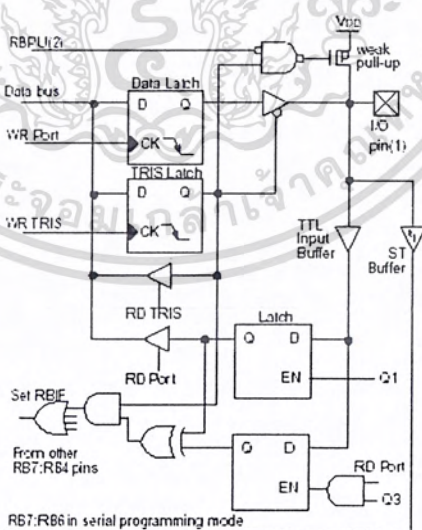 VDD
RBPU(2)
weak
pull-up
Data Latch
Data bus
D Q
I/O
pin(1)
WR Port
CK
TRIS Latch
D Q
WR TRIS
CK
TTL
Input
Buffer
ST
Buffer
RD TRIS
Latch
Q D
RD Port
EN
Q1
Set RBIF
Q D
From other
RB7:RB4 pins
RD Port
EN
Q3
RB7:RB6 in serial programming mode